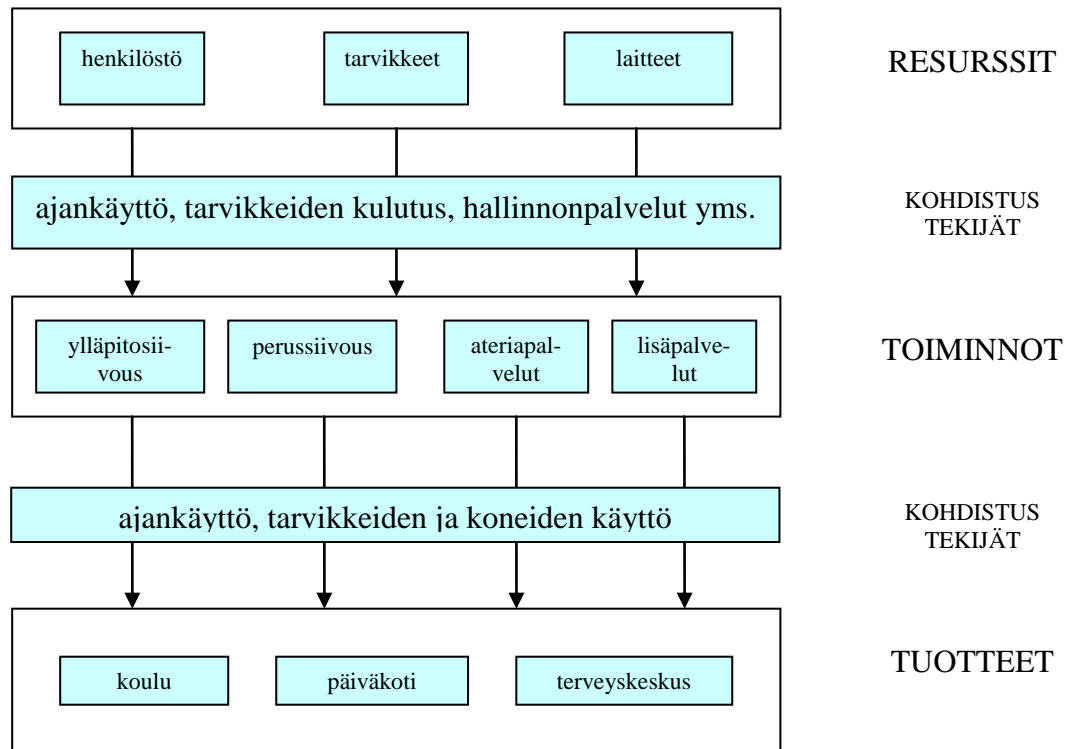 henkilöstö
tarvikkeet
laitteet
RESURSSIT
ajankäyttö, tarvikkeiden kulutus, hallinnonpalvelut yms.
KOHDISTUS
TEKIJÄT
ylläpitosii-
vous
perussiivous
ateriapal-
velut
lisäpalve-
lut
TOIMINNOT
ajankäyttö, tarvikkeiden ja koneiden käyttö
KOHDISTUS
TEKIJÄT
koulu
päiväkoti
terveyskeskus
TUOTTEET